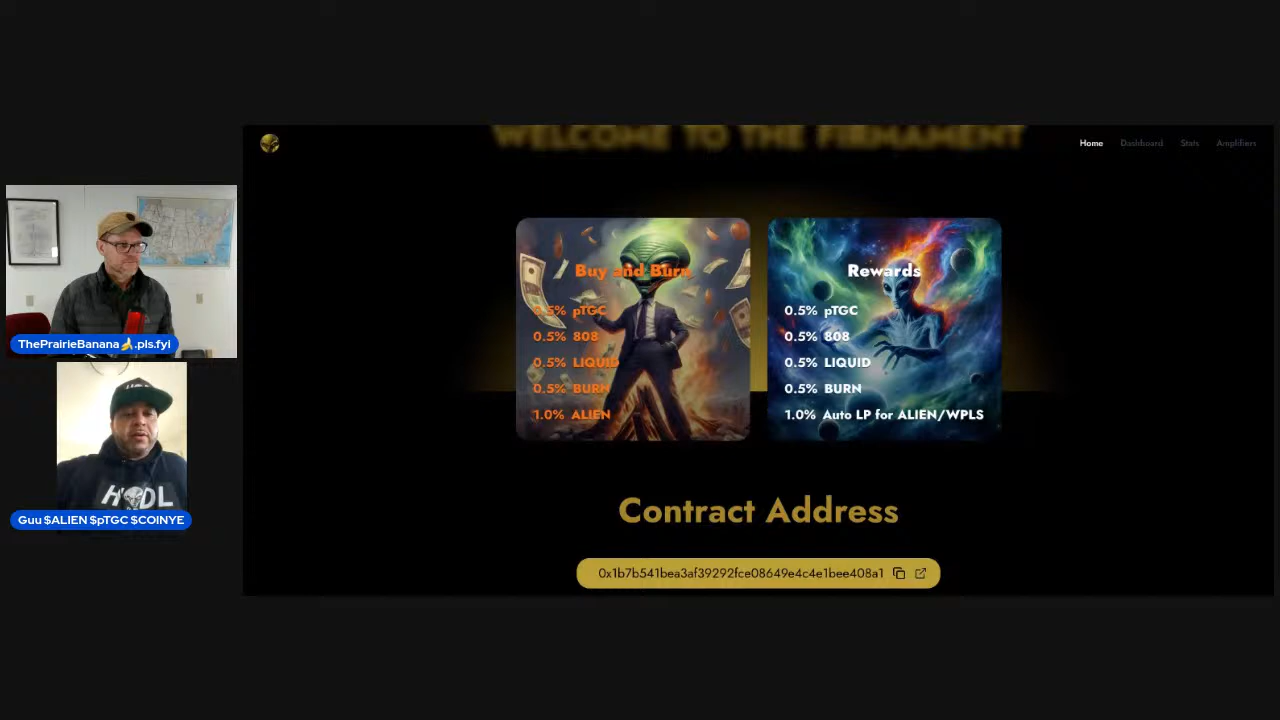 WELCOME TO THE FIRMAMENT
Home Dashboard Stats Amplifiers
Buy and Burn
0.5% pTGC
0.5% 808
0.5% LIQUID
0.5% BURN
1.0% ALIEN
Rewards
0.5% pTGC
0.5% 808
0.5% LIQUID
0.5% BURN
1.0% Auto LP for ALIEN/WPLS
Contract Address
0x1b7b541bea3af39292fce08649e4c4e1bee408a1
ThePrairieBanana🍌.pls.fyi
Guu $ALIEN $pTGC $COINYE